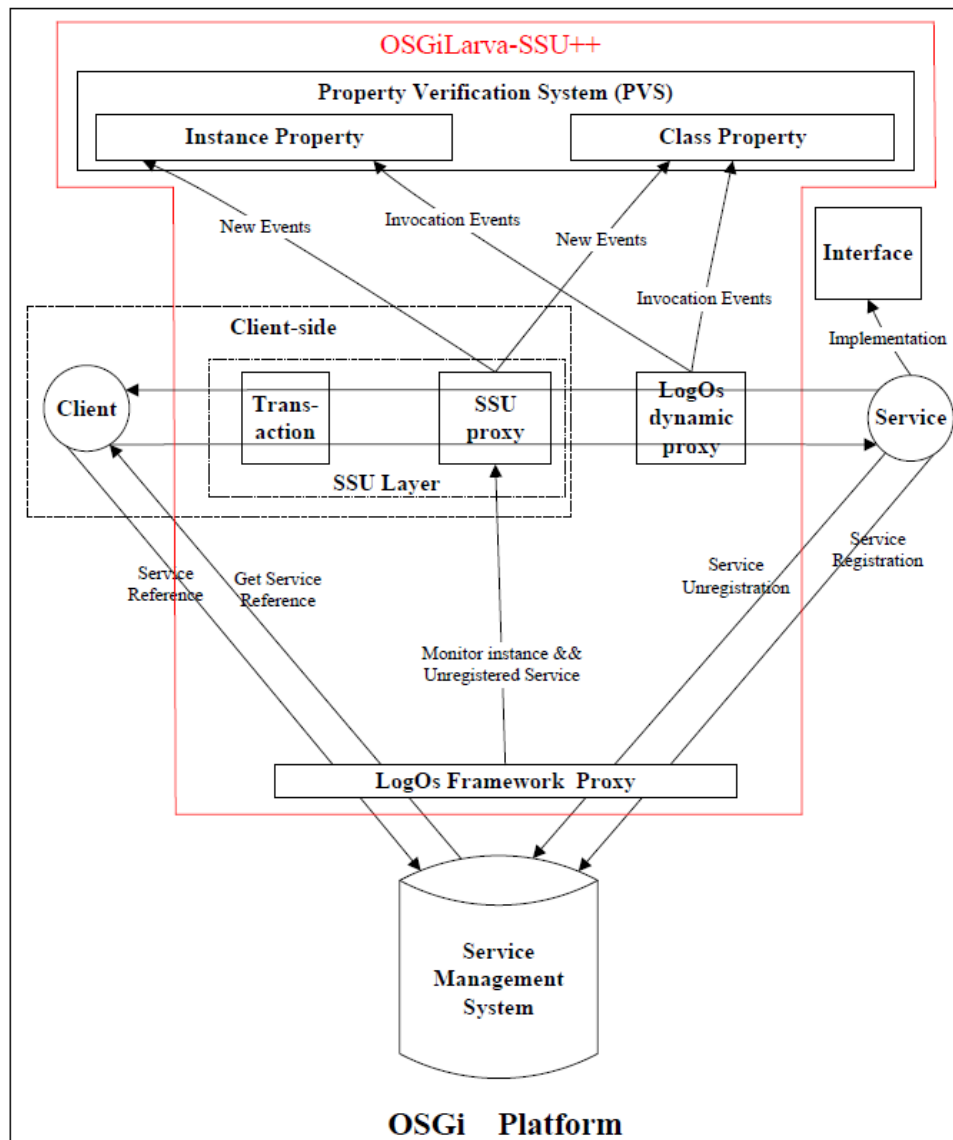 OSGiLarva-SSU++
Property Verification System (PVS)
Instance Property
Class Property
New Events
Invocation Events
New Events
Invocation Events
Interface
Implementation
Client-side
Client
Trans-
action
SSU
proxy
LogOs
dynamic
proxy
Service
SSU Layer
Service
Reference
Get Service
Reference
Service
Unregistration
Service
Registration
Monitor instance &&
Unregistered Service
LogOs Framework Proxy
Service
Management
System
OSGi Platform